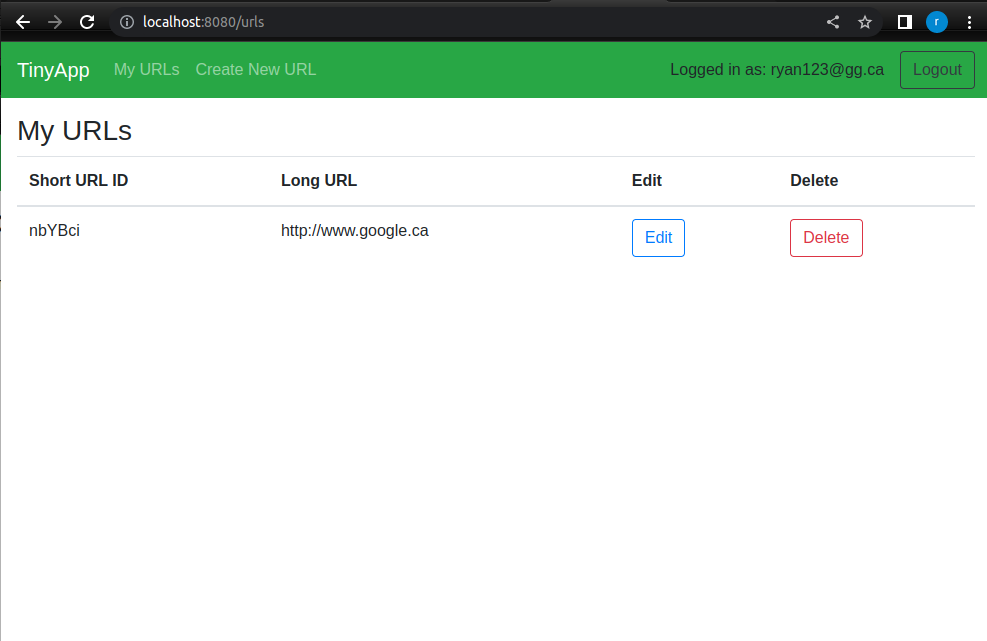 localhost:8080/urls
r
TinyApp My URLs Create New URL Logged in as: ryan123@gg.ca Logout
My URLs
Short URL ID Long URL Edit Delete
nbYBci http://www.google.ca Edit Delete